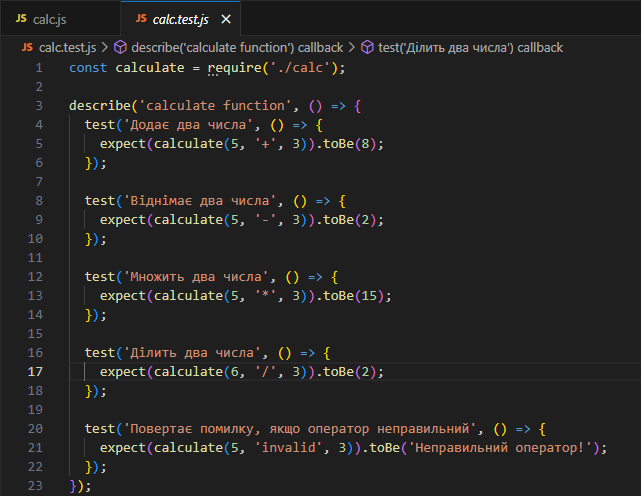 JS calc.js JS calc.test.js ×
JS calc.test.js > describe('calculate function') callback > test('Ділить два числа') callback
1 const calculate = require('./calc');
2
3 describe('calculate function', () => {
4 test('Додає два числа', () => {
5 expect(calculate(5, '+', 3)).toBe(8);
6 });
7
8 test('Віднімає два числа', () => {
9 expect(calculate(5, '-', 3)).toBe(2);
10 });
11
12 test('Множить два числа', () => {
13 expect(calculate(5, '*', 3)).toBe(15);
14 });
15
16 test('Ділить два числа', () => {
17 expect(calculate(6, '/', 3)).toBe(2);
18 });
19
20 test('Повертає помилку, якщо оператор неправильний', () => {
21 expect(calculate(5, 'invalid', 3)).toBe('Неправильний оператор!');
22 });
23 });